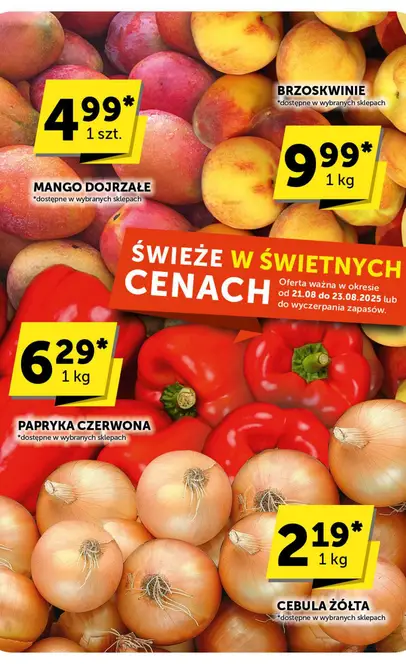 BRZOSKWINIE
*dostępne w wybranych sklepach
4.99*
1 szt.
9.99*
1 kg
MANGO DOJRZAŁE
*dostępne w wybranych sklepach
ŚWIEŻE W ŚWIETNYCH
CENACH
Oferta ważna w okresie
od 21.08 do 23.08.2025 lub
do wyczerpania zapasów.
6.29*
1 kg
PAPRYKA CZERWONA
*dostępne w wybranych sklepach
2.19*
1 kg
CEBULA ŻÓŁTA
*dostępne w wybranych sklepach